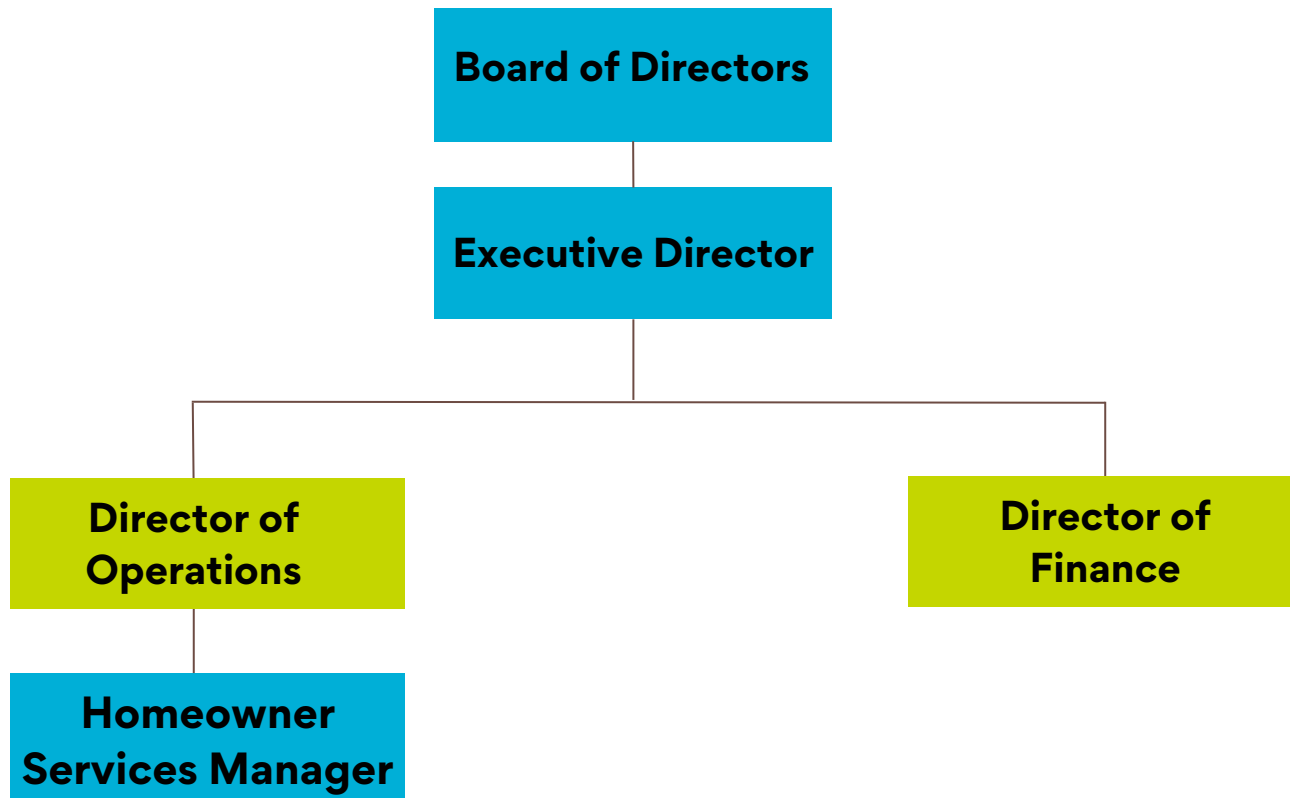 Board of Directors
Executive Director
Director of
Operations
Director of
Finance
Homeowner
Services Manager